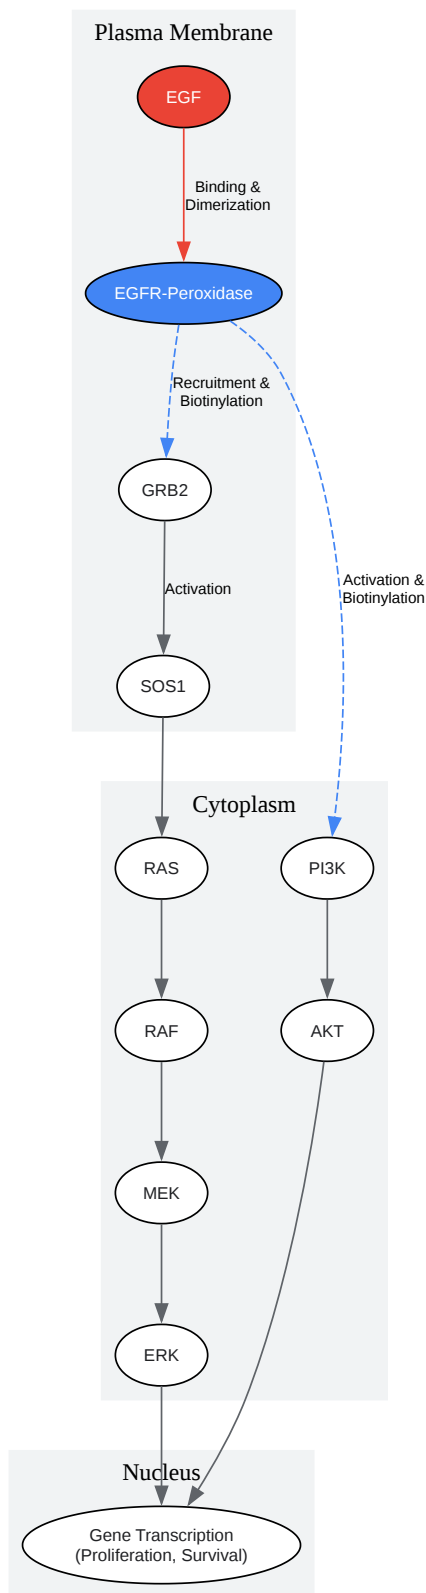 Plasma Membrane
EGF
Binding &
Dimerization
EGFR-Peroxidase
Recruitment &
Biotinylation
GRB2
Activation
Activation &
Biotinylation
SOS1
Cytoplasm
RAS
PI3K
RAF
AKT
MEK
ERK
Nucleus
Gene Transcription
(Proliferation, Survival)